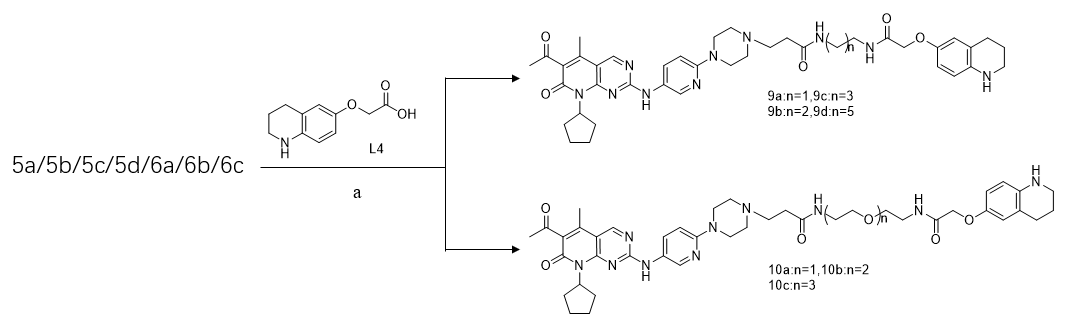 5a/5b/5c/5d/6a/6b/6c
L4
a
9a:n=1,9c:n=3
9b:n=2,9d:n=5
10a:n=1,10b:n=2
10c:n=3